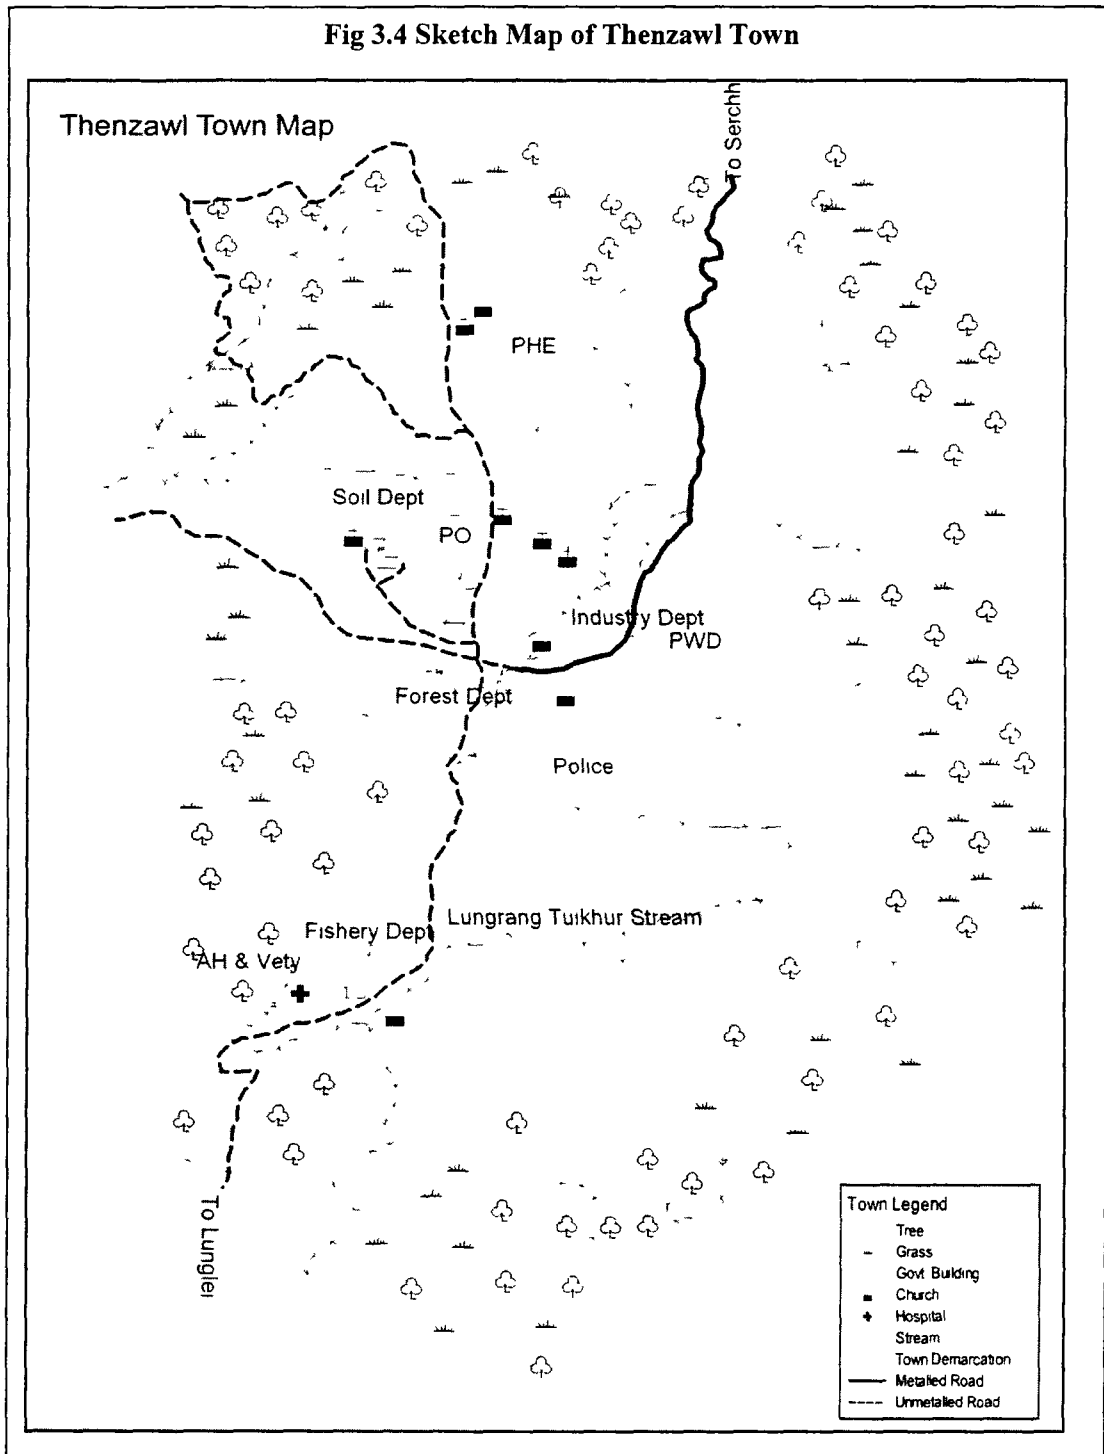 Fig 3.4 Sketch Map of Thenzawl Town
Thenzawl Town Map
To Serchh
PHE
Soil Dept
PO
Industry Dept
PWD
Forest Dept
Police
Lungrang Tuikhur Stream
Fishery Dept
AH & Vety
To Lunglei
Town Legend
Tree
Grass
Govt Building
Church
Hospital
Stream
Town Demarcation
Metalled Road
Unmetalled Road